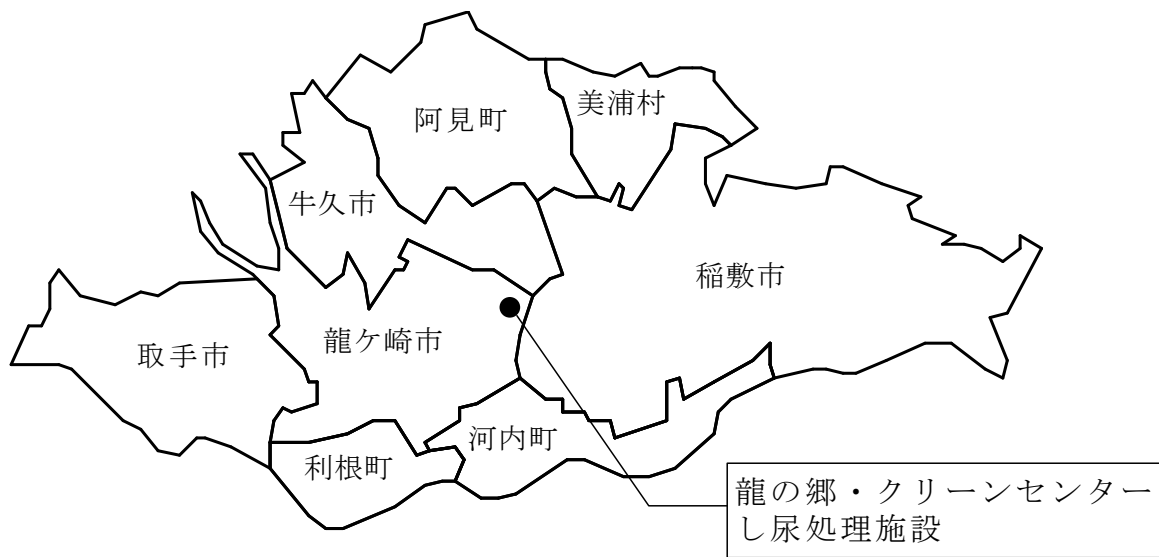 阿見町
美浦村
牛久市
稲敷市
龍ケ崎市
取手市
河内町
利根町
龍の郷・クリーンセンター
し尿処理施設